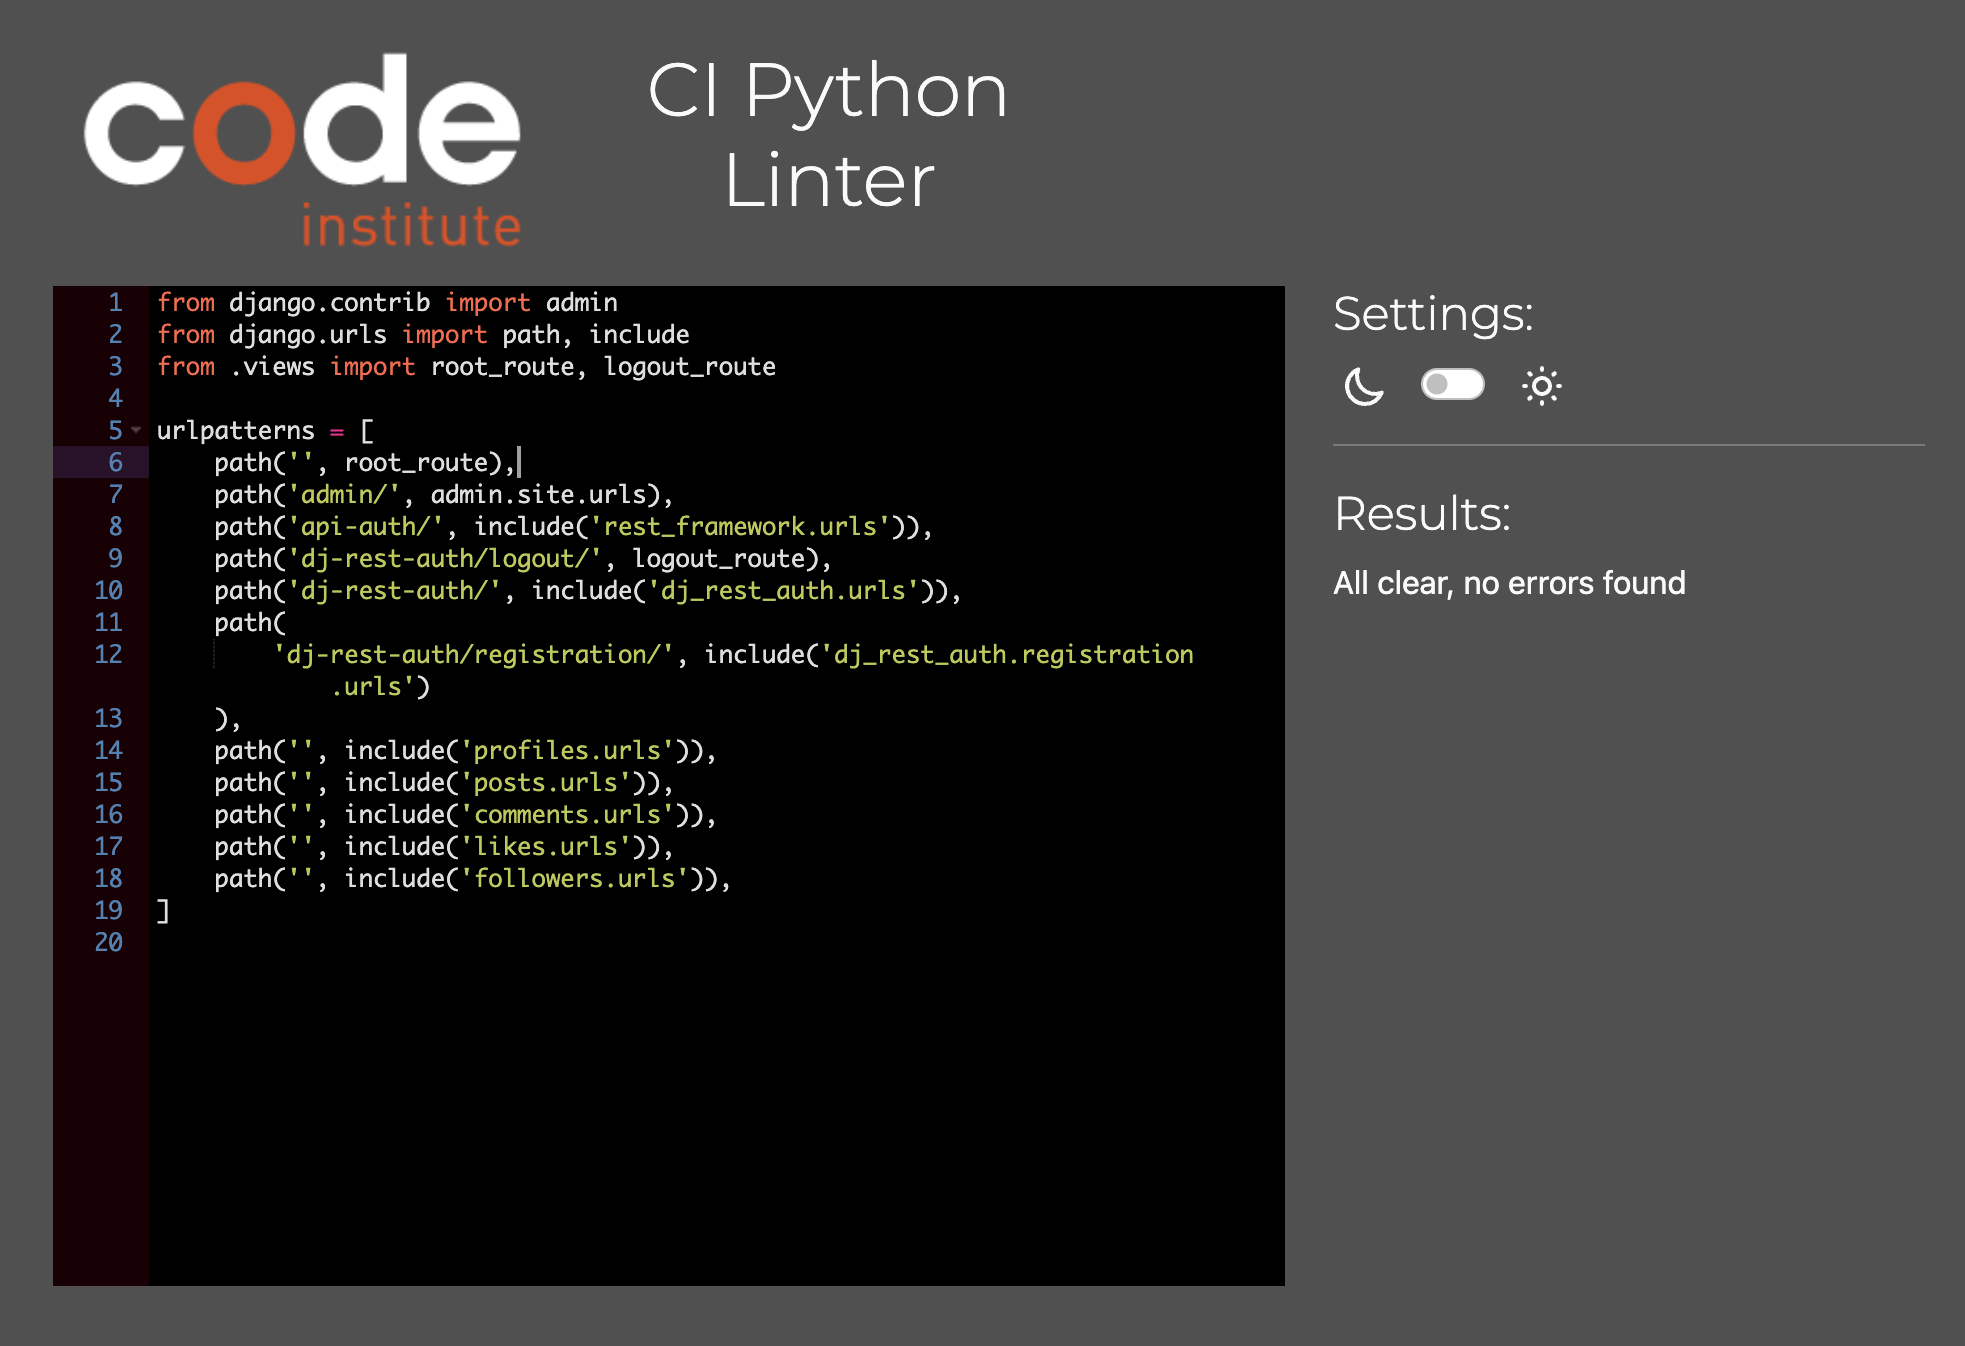 code
institute
CI Python
Linter
1 from django.contrib import admin
2 from django.urls import path, include
3 from .views import root_route, logout_route
4
5 urlpatterns = [
6     path('', root_route),
7     path('admin/', admin.site.urls),
8     path('api-auth/', include('rest_framework.urls')),
9     path('dj-rest-auth/logout/', logout_route),
10     path('dj-rest-auth/', include('dj_rest_auth.urls')),
11     path(
12         'dj-rest-auth/registration/', include('dj_rest_auth.registration
.urls')
13     ),
14     path('', include('profiles.urls')),
15     path('', include('posts.urls')),
16     path('', include('comments.urls')),
17     path('', include('likes.urls')),
18     path('', include('followers.urls')),
19 ]
20
Settings:
Results:
All clear, no errors found